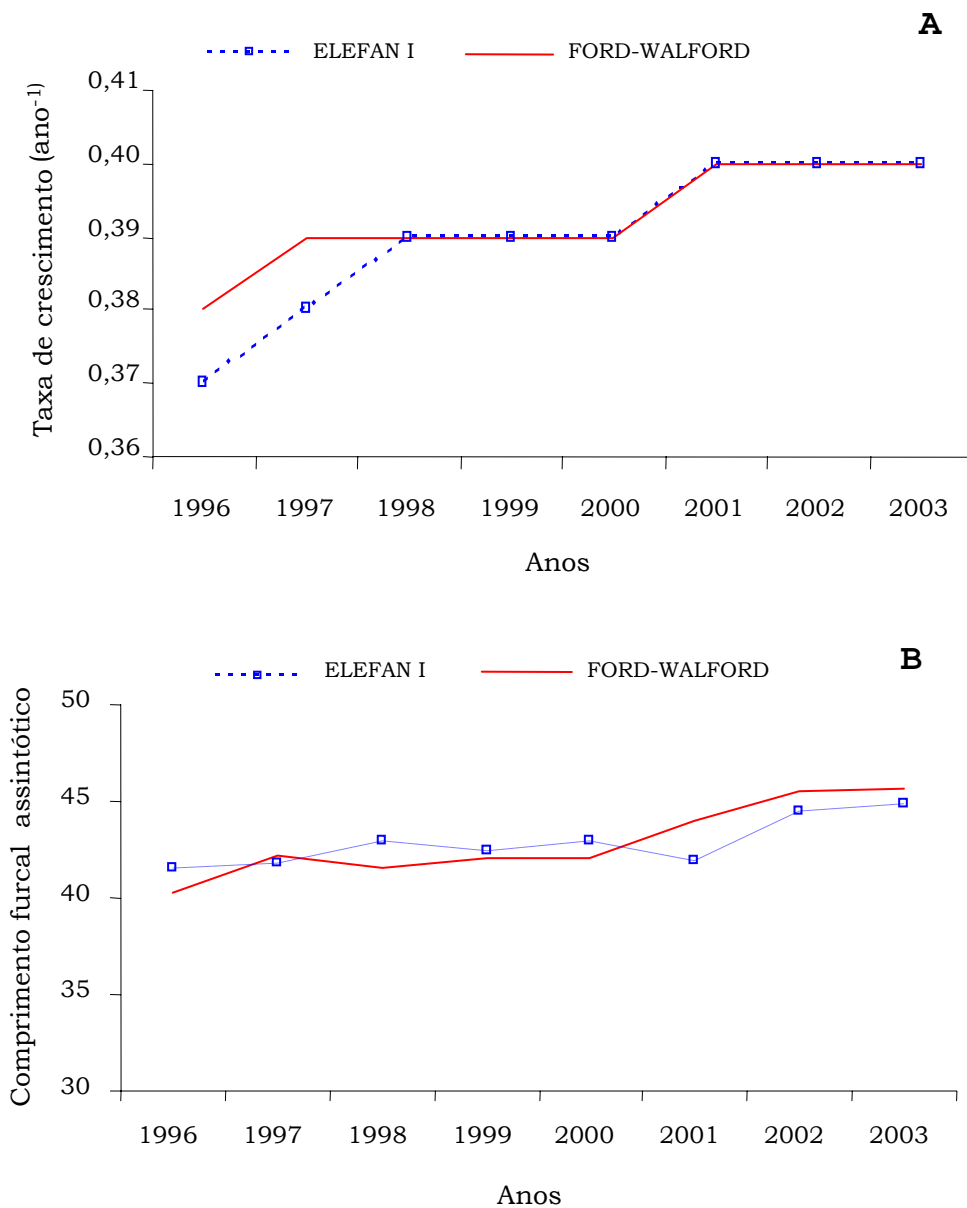 A
ELEFAN I
FORD-WALFORD
Taxa de crescimento (ano-1)
0,41
0,40
0,39
0,38
0,37
0,36
1996 1997 1998 1999 2000 2001 2002 2003
Anos
B
ELEFAN I
FORD-WALFORD
Comprimento furcal assintótico
50
45
40
35
30
1996 1997 1998 1999 2000 2001 2002 2003
Anos